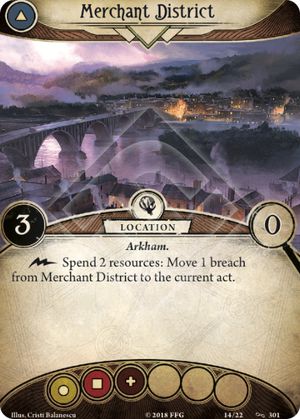 Merchant District
3
LOCATION
0
Arkham.
Spend 2 resources: Move 1 breach
from Merchant District to the current act.
Illus. Cristi Balanescu
© 2018 FFG
14/22
301